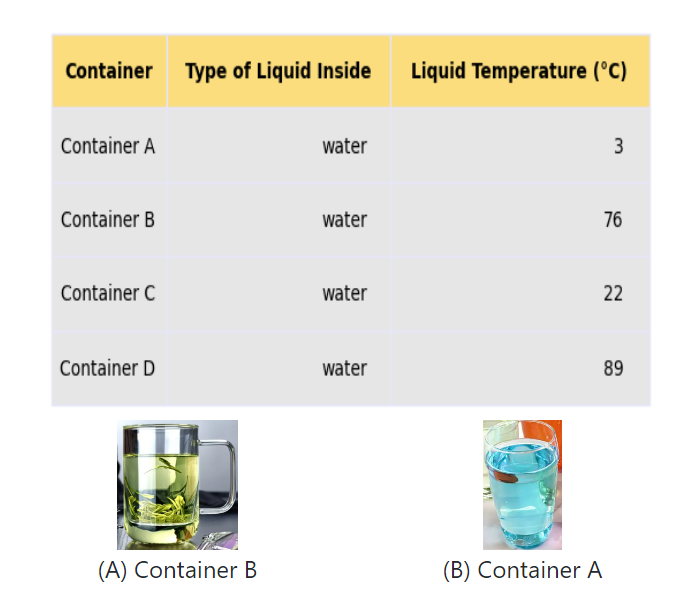 Container Type of Liquid Inside Liquid Temperature (°C)
Container A water 3
Container B water 76
Container C water 22
Container D water 89
(A) Container B (B) Container A